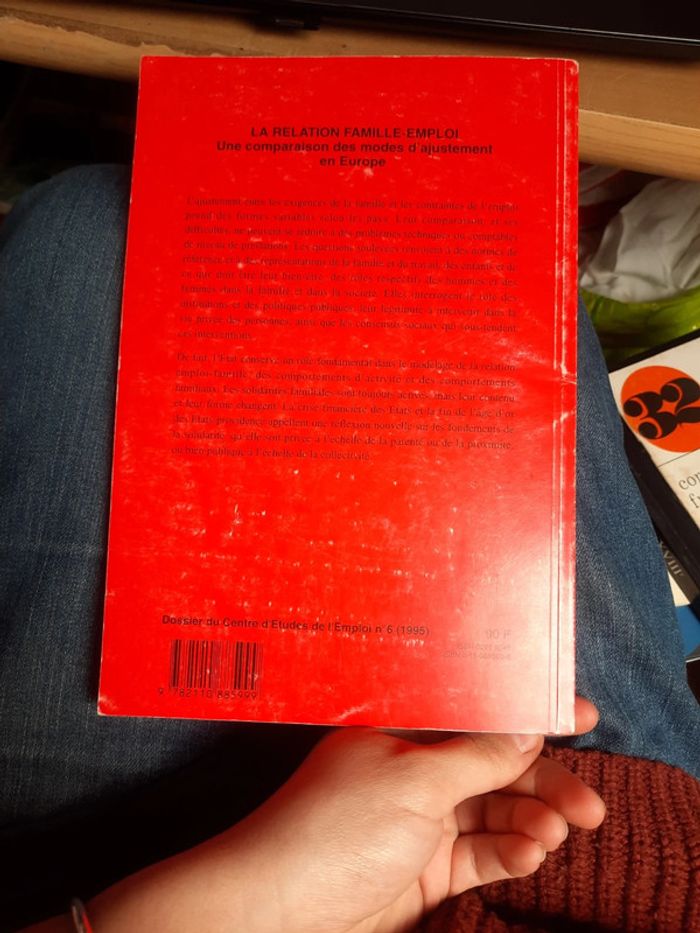 LA RELATION FAMILLE-EMPLOI
Une comparaison des modes d'ajustement
en Europe
L'ajustement entre les exigences de la famille et les contraintes de l'emploi
prend des formes variables selon les pays. Leur comparaison, et ses
difficultés, ne peuvent se réduire à des problèmes techniques ou comptables
de niveau de prestations. Les questions soulevées renvoient à des normes de
référence et à des représentations de la famille et du travail, des enfants et de
ce que doit être leur bien-être, des rôles respectifs des hommes et des
femmes dans la famille et dans la société. Elles interrogent le rôle des
institutions et des politiques publiques, leur légitimité à intervenir dans la
vie privée des personnes, ainsi que les consensus sociaux qui sous-tendent
ces interventions.
De fait, l'Etat conserve un rôle fondamental dans le modelage de la relation
emploi-famille, des comportements d'activité et des comportements
familiaux. Les solidarités familiales sont toujours actives, mais leur contenu
et leur forme changent. La crise financière des Etats et la fin de l'âge d'or
des Etats-providence appellent une réflexion nouvelle sur les fondements de
la solidarité, qu'elle soit privée à l'échelle de la parenté ou de la proximité,
ou bien publique à l'échelle de la collectivité.
Dossier du Centre d'Etudes de l'Emploi n° 6 (1995)
90 F
9 782110 885999
XVIII